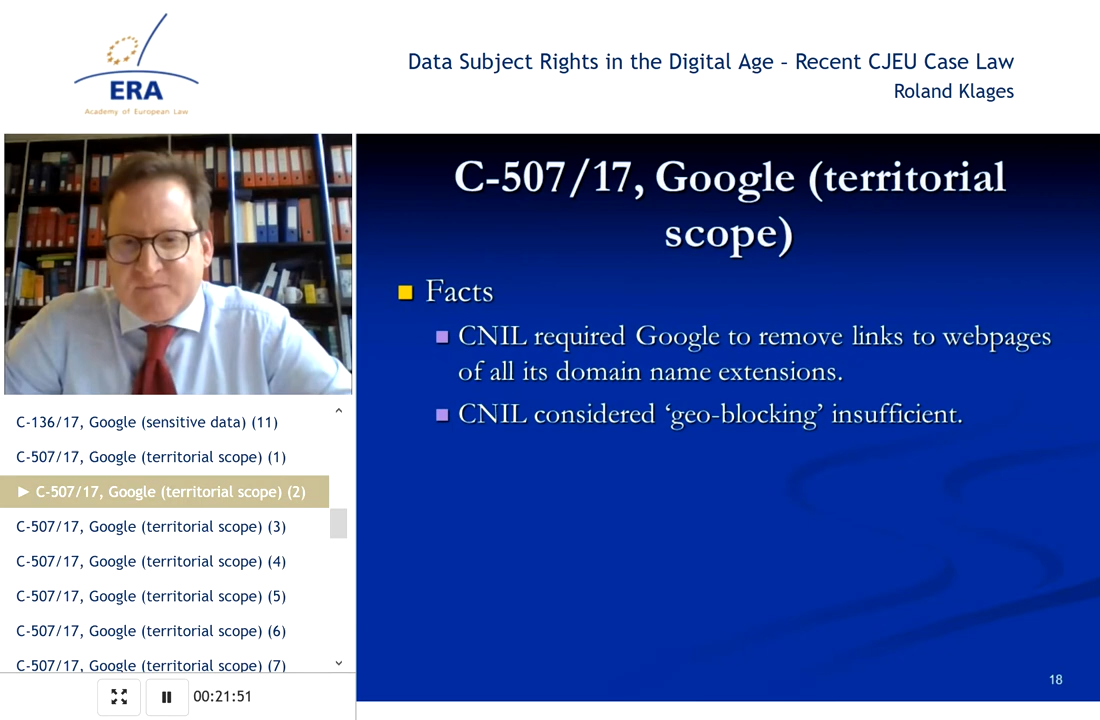 ERA
Academy of European Law
Data Subject Rights in the Digital Age - Recent CJEU Case Law
Roland Klages
C-136/17, Google (sensitive data) (11)
C-507/17, Google (territorial scope) (1)
► C-507/17, Google (territorial scope) (2)
C-507/17, Google (territorial scope) (3)
C-507/17, Google (territorial scope) (4)
C-507/17, Google (territorial scope) (5)
C-507/17, Google (territorial scope) (6)
C-507/17, Google (territorial scope) (7)
00:21:51
C-507/17, Google (territorial
scope)
Facts
CNIL required Google to remove links to webpages
of all its domain name extensions.
CNIL considered ‘geo-blocking’ insufficient.
18